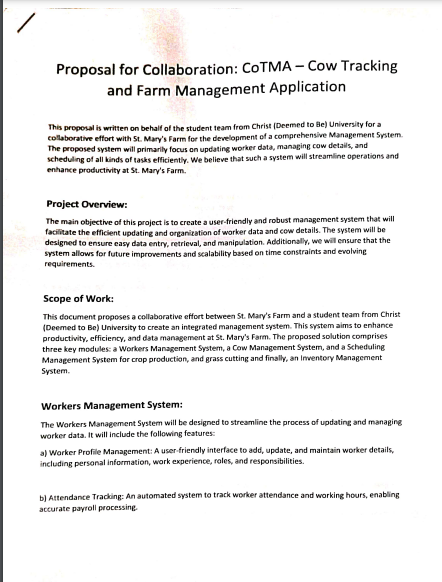 Proposal for Collaboration: CoTMA – Cow Tracking
and Farm Management Application
This proposal is written on behalf of the student team from Christ (Deemed to Be) University for a
collaborative effort with St. Mary's Farm for the development of a comprehensive Management System.
The proposed system will primarily focus on updating worker data, managing cow details, and
scheduling of all kinds of tasks efficiently. We believe that such a system will streamline operations and
enhance productivity at St. Mary's Farm.
Project Overview:
The main objective of this project is to create a user-friendly and robust management system that will
facilitate the efficient updating and organization of worker data and cow details. The system will be
designed to ensure easy data entry, retrieval, and manipulation. Additionally, we will ensure that the
system allows for future improvements and scalability based on time constraints and evolving
requirements.
Scope of Work:
This document proposes a collaborative effort between St. Mary's Farm and a student team from Christ
(Deemed to Be) University to create an integrated management system. This system aims to enhance
productivity, efficiency, and data management at St. Mary's Farm. The proposed solution comprises
three key modules: a Workers Management System, a Cow Management System, and a Scheduling
Management System for crop production, and grass cutting and finally, an Inventory Management
System.
Workers Management System:
The Workers Management System will be designed to streamline the process of updating and managing
worker data. It will include the following features:
a) Worker Profile Management: A user-friendly interface to add, update, and maintain worker details,
including personal information, work experience, roles, and responsibilities.
b) Attendance Tracking: An automated system to track worker attendance and working hours, enabling
accurate payroll processing.